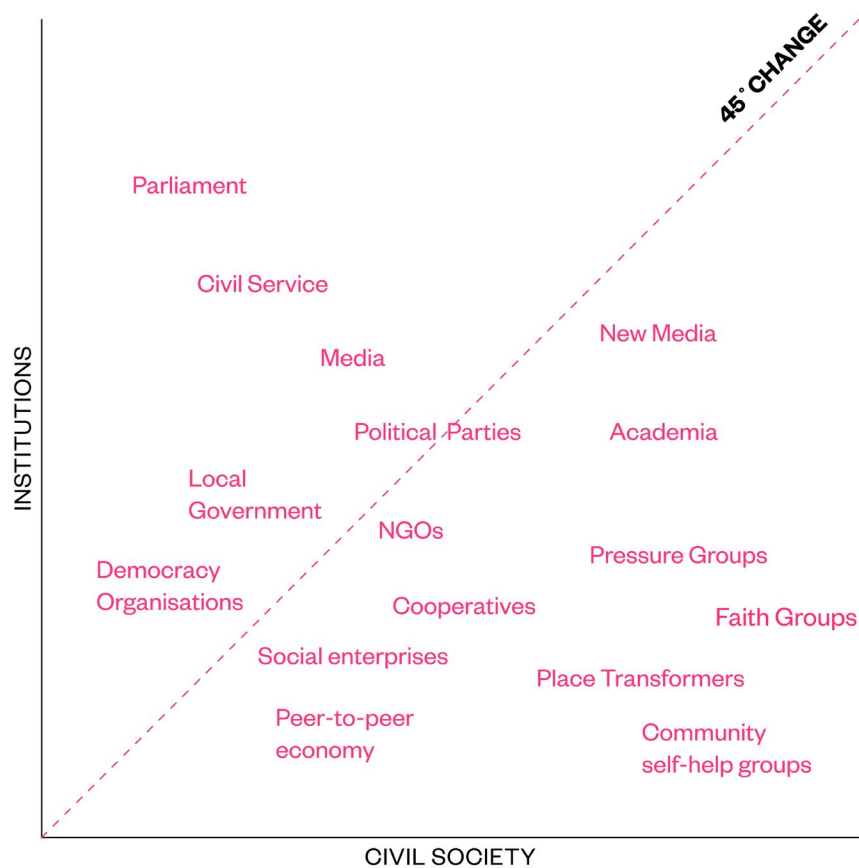 45° CHANGE
Parliament
Civil Service
New Media
Media
Political Parties
Academia
INSTITUTIONS
Local
Government
NGOs
Pressure Groups
Democracy
Organisations
Cooperatives
Faith Groups
Social enterprises
Place Transformers
Peer-to-peer
economy
Community
self-help groups
CIVIL SOCIETY